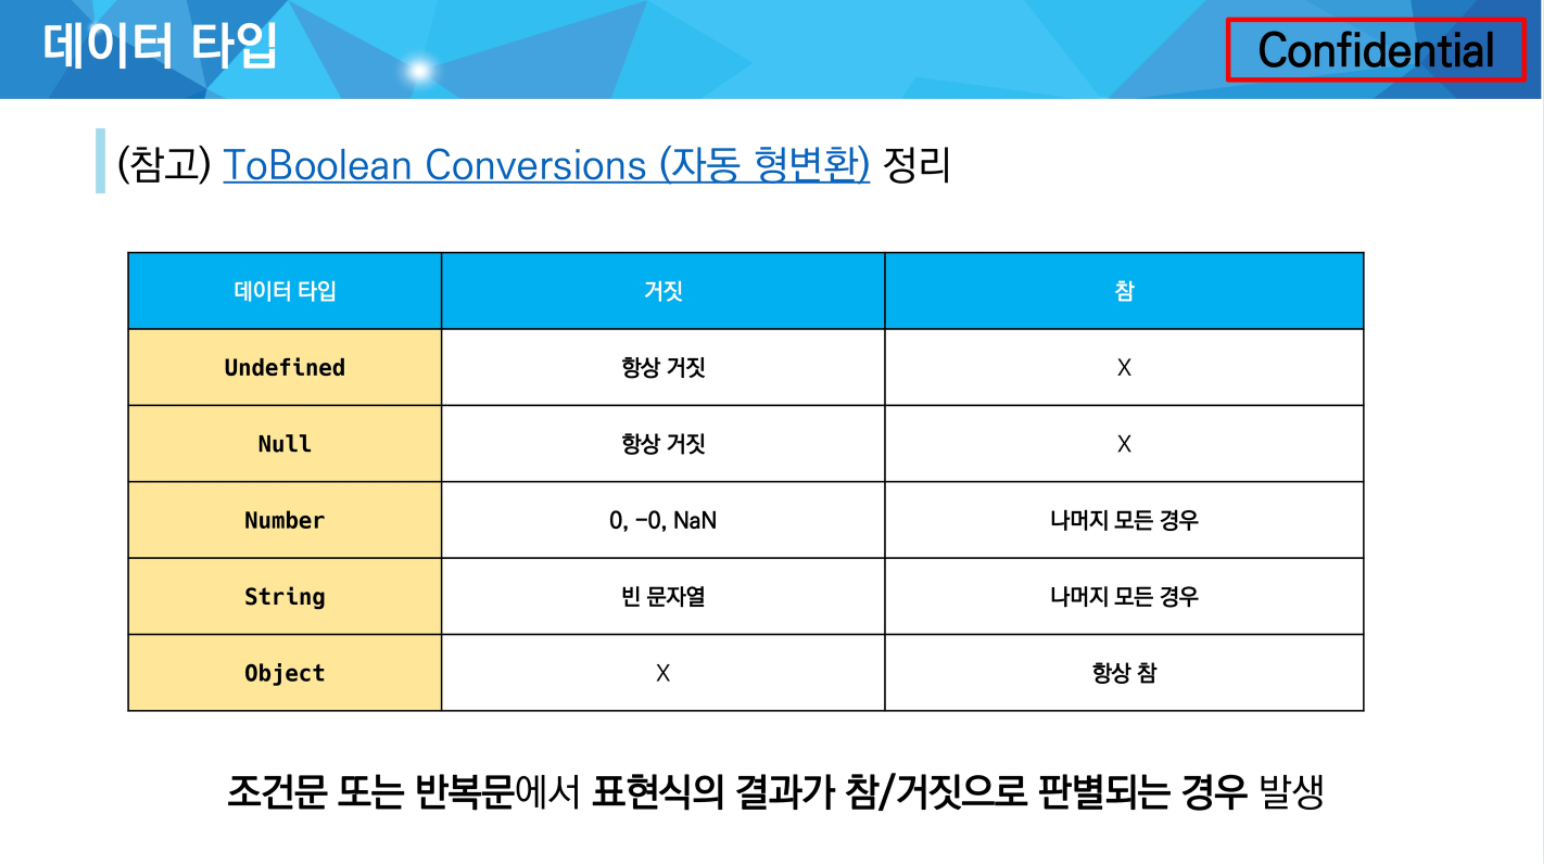 데이터 타입
Confidential
(참고) ToBoolean Conversions (자동 형변환) 정리
데이터 타입 거짓 참
Undefined 항상 거짓 X
Null 항상 거짓 X
Number 0, -0, NaN 나머지 모든 경우
String 빈 문자열 나머지 모든 경우
Object X 항상 참
조건문 또는 반복문에서 표현식의 결과가 참/거짓으로 판별되는 경우 발생